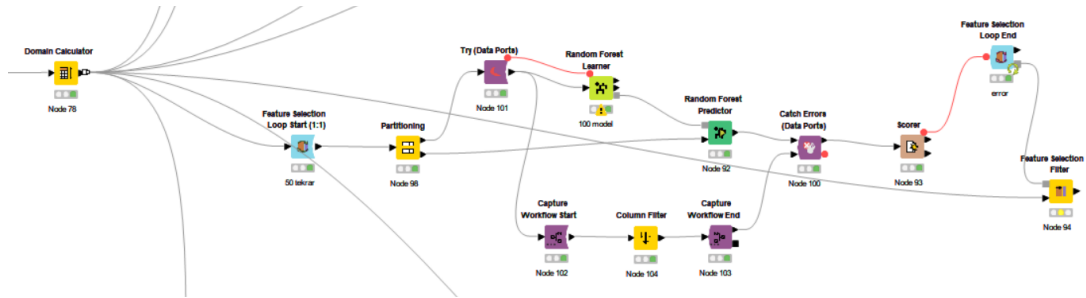 Domain Calculator
Node 78
Feature Selection
Loop Start (1:1)
50 tekrar
Partitioning
Node 98
Try (Data Ports)
Node 101
Random Forest
Learner
100 model
Random Forest
Predictor
Node 92
Catch Errors
(Data Ports)
Node 100
Scorer
Node 93
Feature Selection
Loop End
error
Feature Selection
Filter
Node 94
Capture
Workflow Start
Node 102
Column Filter
Node 104
Capture
Workflow End
Node 103